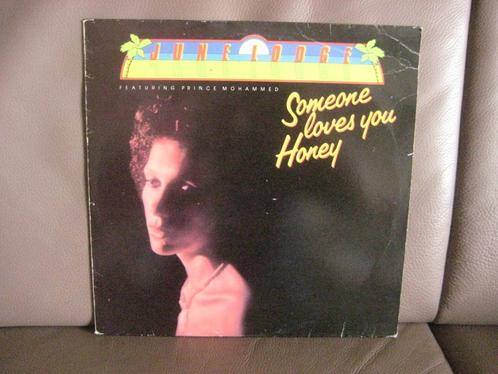 JUNE LODGE
FEATURING PRINCE MOHAMMED
Someone
loves you
Honey